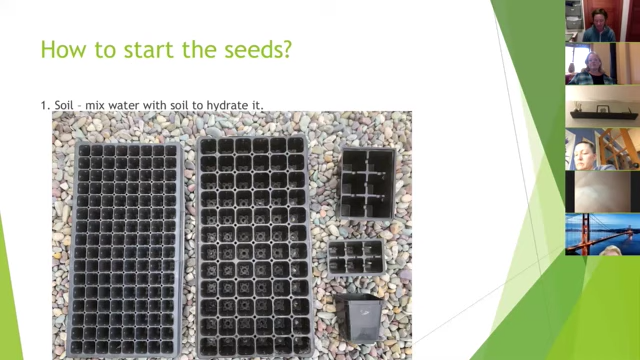 How to start the seeds?
1. Soil – mix water with soil to hydrate it.